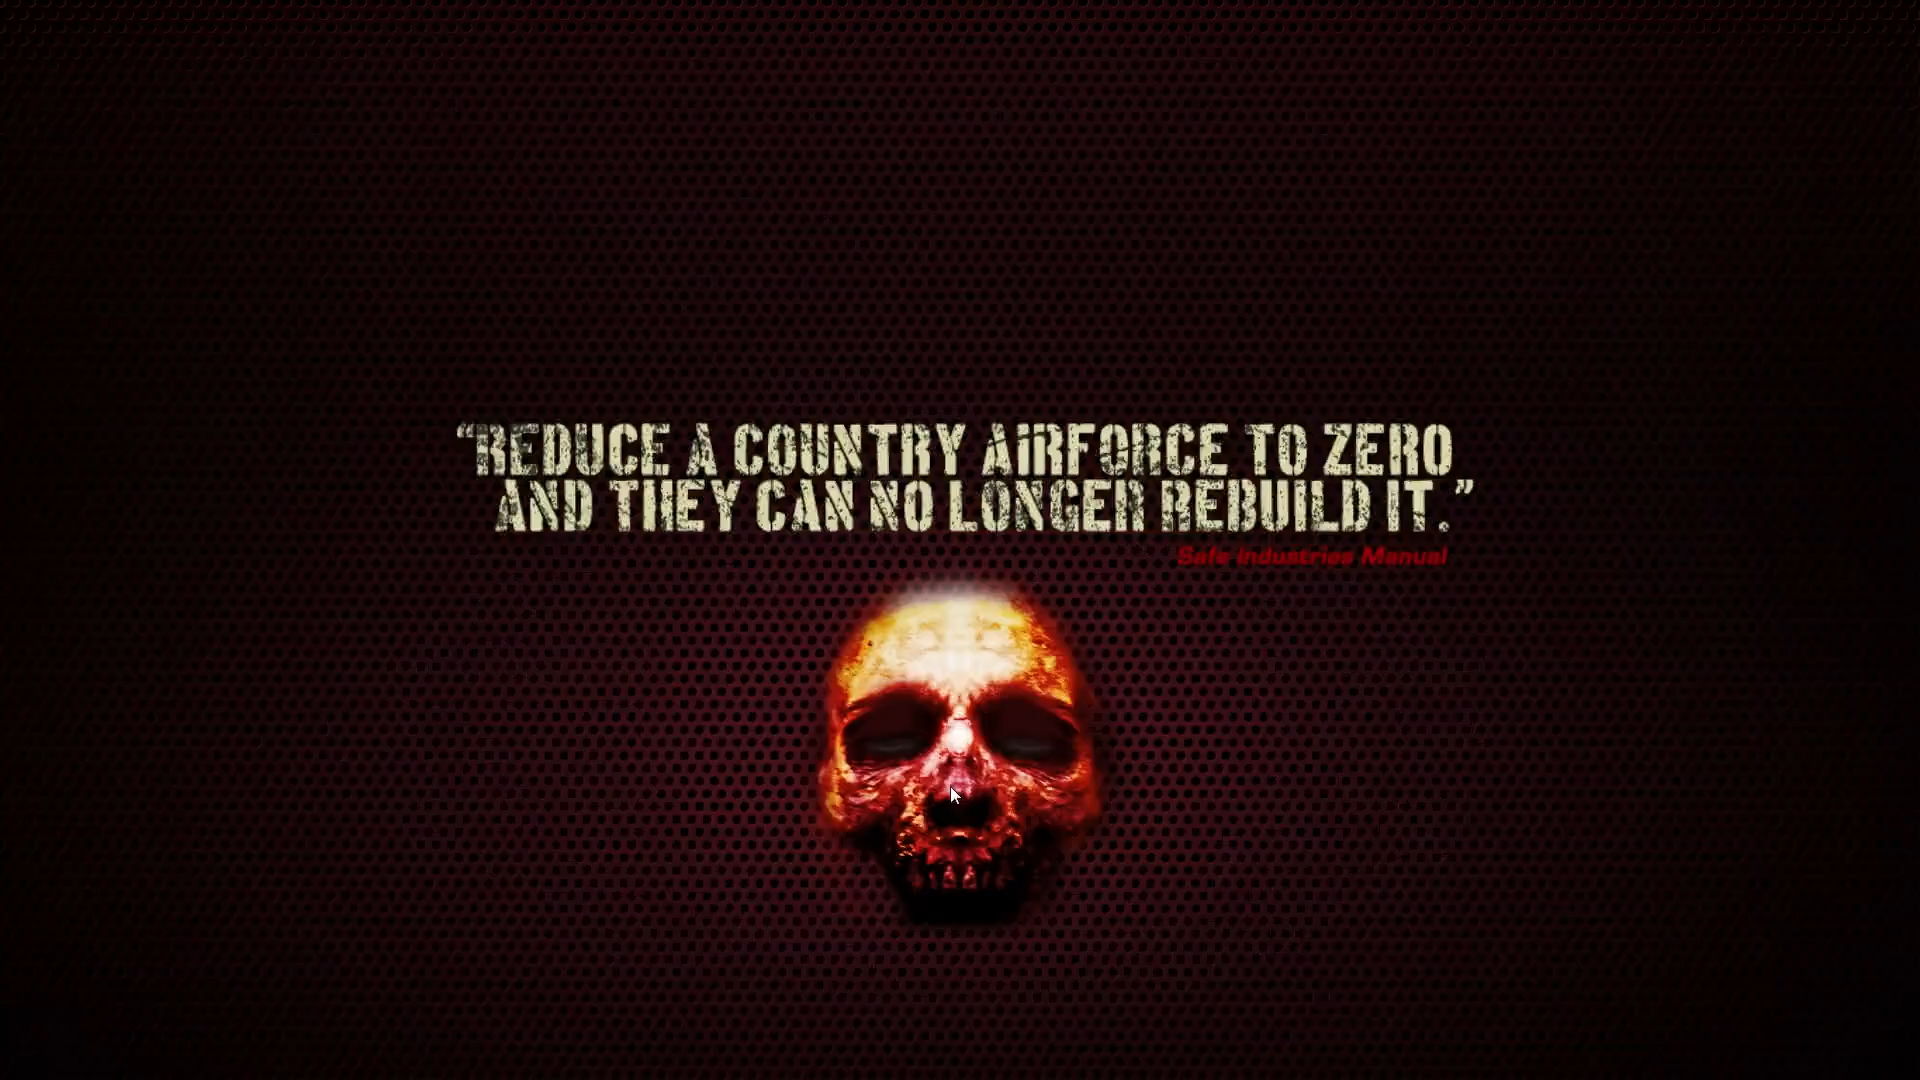 “REDUCE A COUNTRY AIRFORCE TO ZERO
AND THEY CAN NO LONGER REBUILD IT.”
Safe Industries Manual